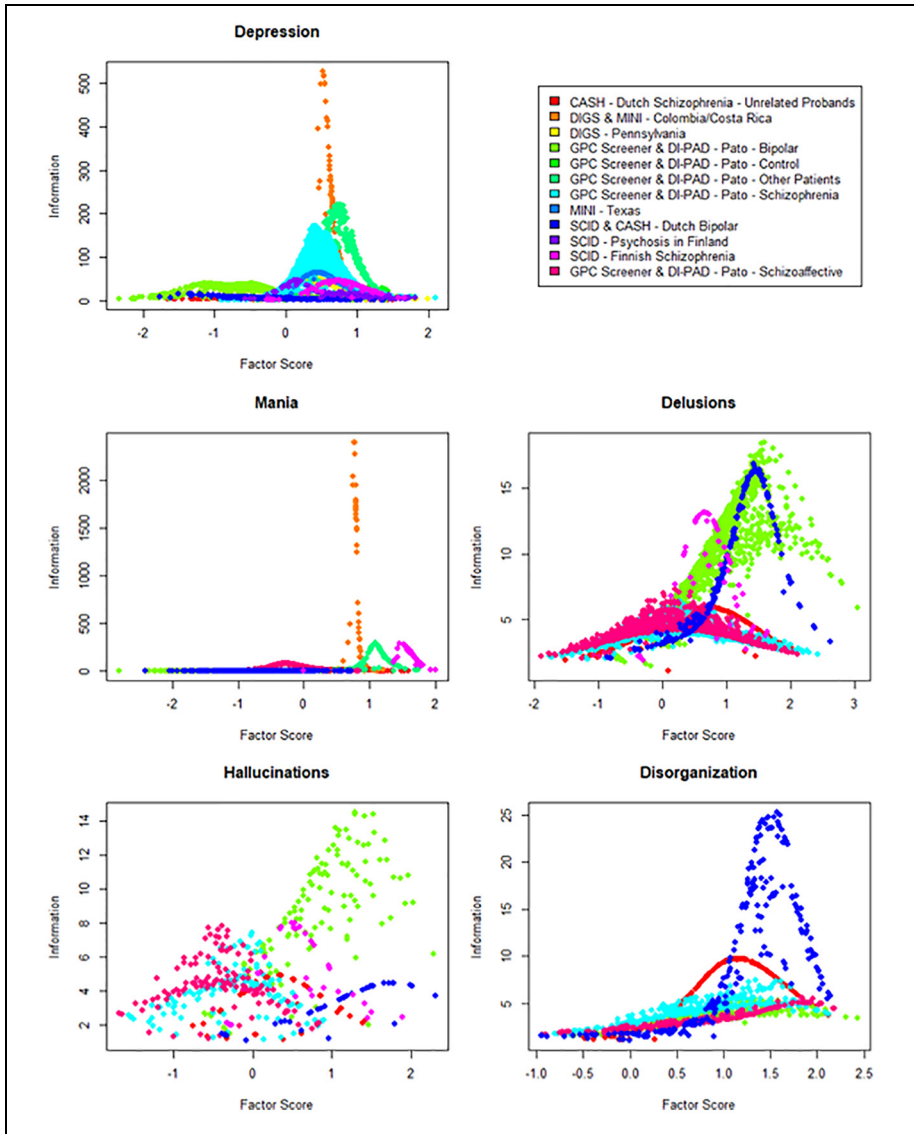 Depression
Information
0 100 200 300 400 500
-2 -1 0 1 2
Factor Score
CASH - Dutch Schizophrenia - Unrelated Probands
DIGS & MINI - Colombia/Costa Rica
DIGS - Pennsylvania
GPC Screener & DI-PAD - Pato - Bipolar
GPC Screener & DI-PAD - Pato - Control
GPC Screener & DI-PAD - Pato - Other Patients
GPC Screener & DI-PAD - Pato - Schizophrenia
MINI - Texas
SCID & CASH - Dutch Bipolar
SCID - Psychosis in Finland
SCID - Finnish Schizophrenia
GPC Screener & DI-PAD - Pato - Schizoaffective
Mania
Information
0 500 1000 1500 2000
-2 -1 0 1 2
Factor Score
Delusions
Information
5 10 15
-2 -1 0 1 2 3
Factor Score
Hallucinations
Information
2 4 6 8 10 12 14
-1 0 1 2
Factor Score
Disorganization
Information
5 10 15 20 25
-1.0 -0.5 0.0 0.5 1.0 1.5 2.0 2.5
Factor Score